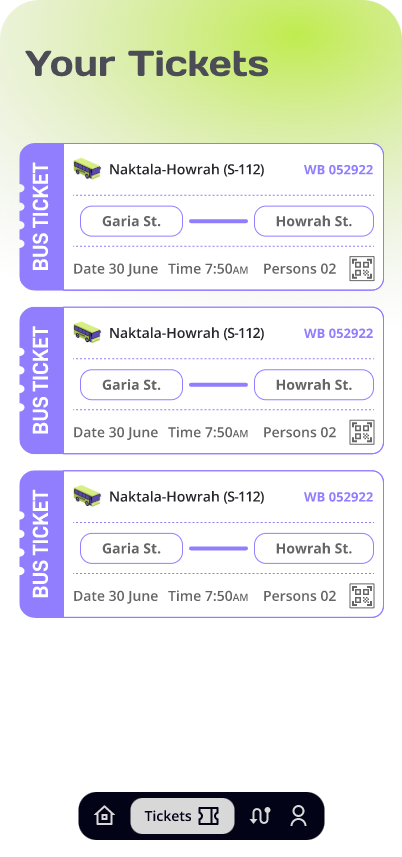 Your Tickets
BUS TICKET
Naktala-Howrah (S-112) WB 052922
Garia St. Howrah St.
Date 30 June Time 7:50AM Persons 02
BUS TICKET
Naktala-Howrah (S-112) WB 052922
Garia St. Howrah St.
Date 30 June Time 7:50AM Persons 02
BUS TICKET
Naktala-Howrah (S-112) WB 052922
Garia St. Howrah St.
Date 30 June Time 7:50AM Persons 02
Tickets